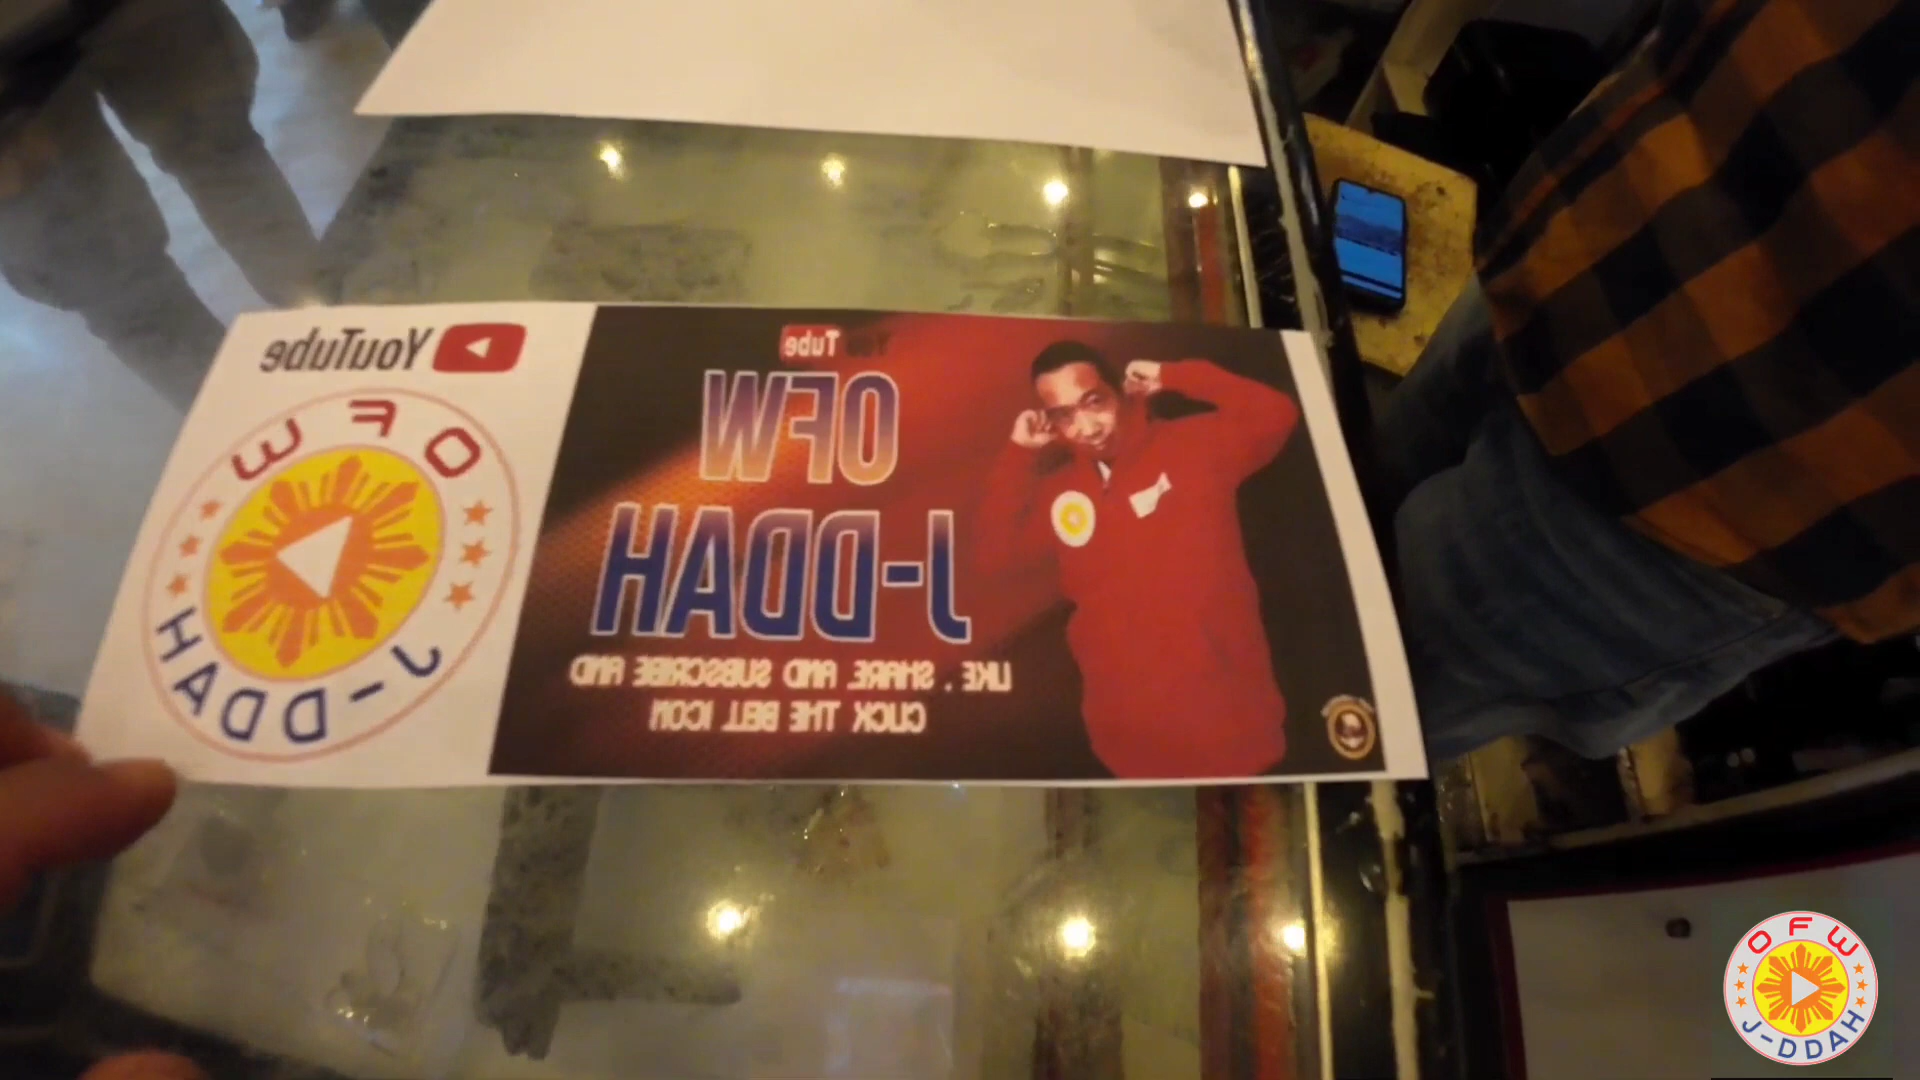 YouTube
OFW
J-DDAH
YouTube
OFW
J-DDAH
LIKE, SHARE AND SUBSCRIBE AND
CLICK THE BELL ICON
OFW
J-DDAH